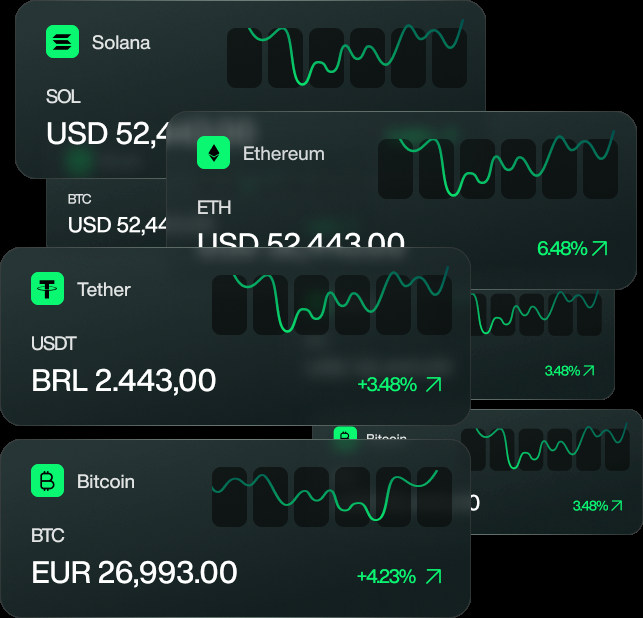 Solana
SOL
USD 52,4
Ethereum
ETH
USD 52,443.00
6.48%
BTC
USD 52,44
Tether
USDT
BRL 2.443,00
+3.48%
3.48%
Bitcoin
Bitcoin
BTC
EUR 26,993.00
+4.23%
0
3.48%